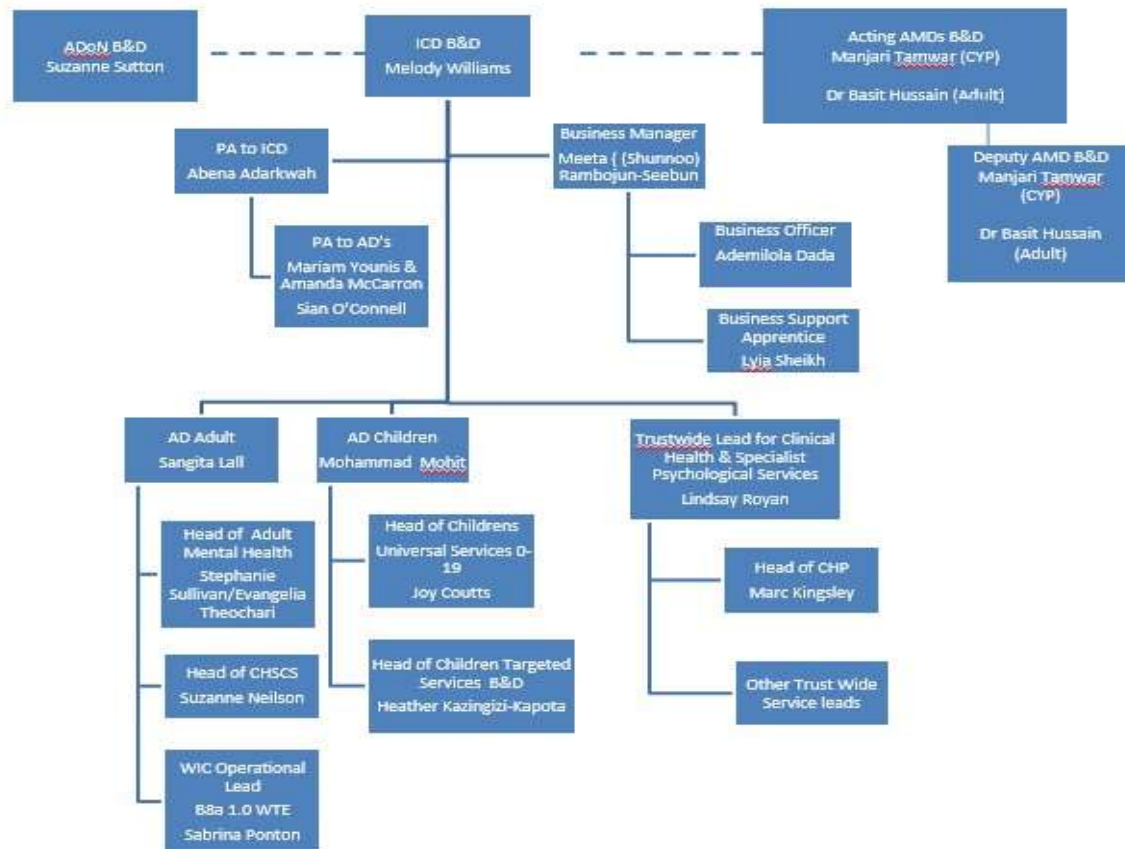 ADoN B&D
Suzanne Sutton
ICD B&D
Melody Williams
Acting AMDs B&D
Manjari Tamwar (CYP)
Dr Basit Hussain (Adult)
PA to ICD
Abena Adarkwah
Business Manager
Meeta { (Shunnoo)
Rambojun-Seebun
Deputy AMD B&D
Manjari Tamwar
(CYP)
Dr Basit Hussain
(Adult)
PA to AD's
Mariam Younis &
Amanda McCarron
Sian O'Connell
Business Officer
Ademilola Dada
Business Support
Apprentice
Lyia Sheikh
AD Adult
Sangita Lall
AD Children
Mohammad Mohit
Trustwide Lead for Clinical
Health & Specialist
Psychological Services
Lindsay Royan
Head of Adult
Mental Health
Stephanie
Sullivan/Evangelia
Theochari
Head of Childrens
Universal Services 0-
19
Joy Coutts
Head of CHP
Marc Kingsley
Head of CHSCS
Suzanne Neilson
Head of Children Targeted
Services B&D
Heather Kazingizi-Kapota
Other Trust Wide
Service leads
WIC Operational
Lead
B8a 1.0 WTE
Sabrina Ponton